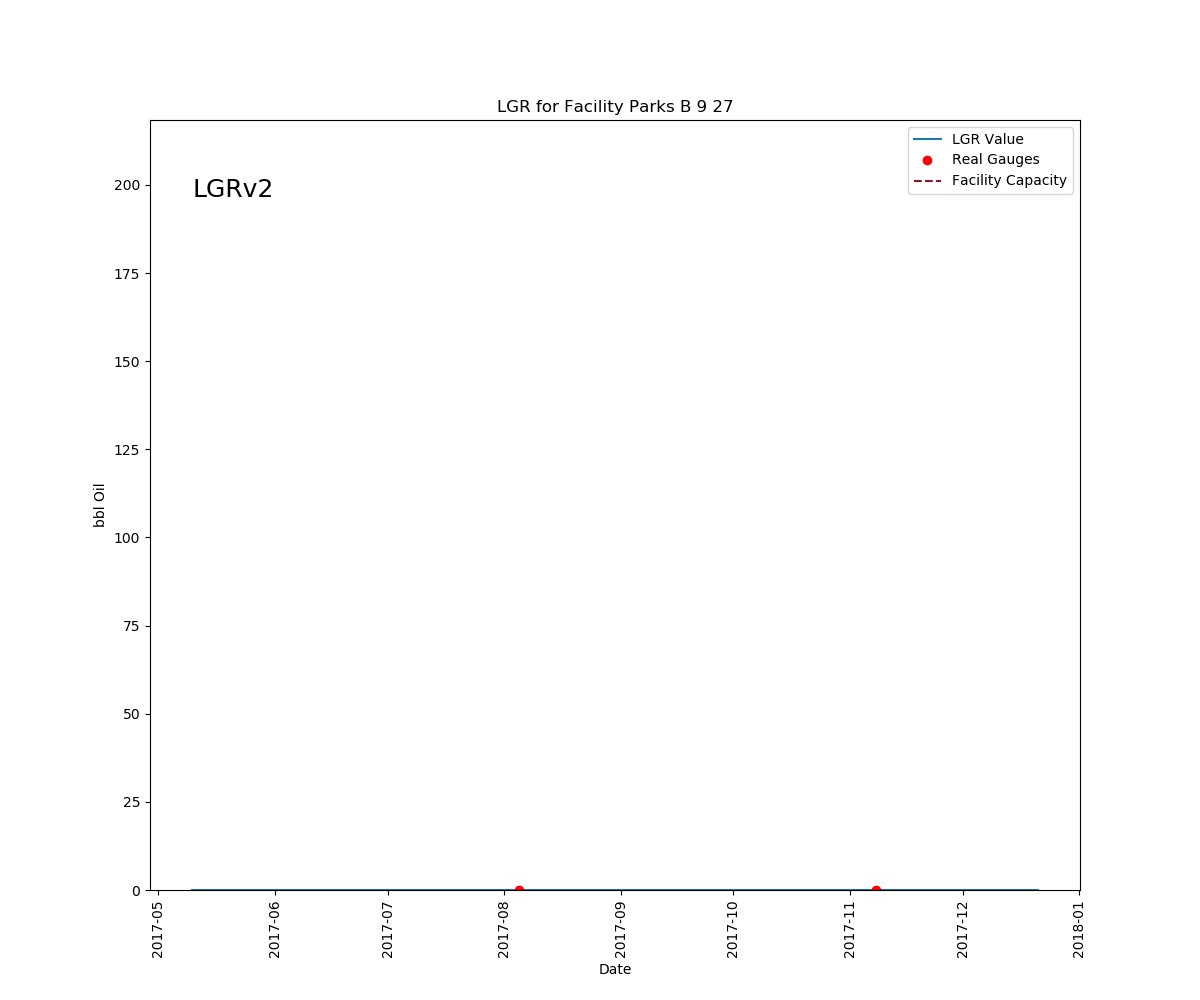 LGR for Facility Parks B 9 27
LGRv2
LGR Value
Real Gauges
Facility Capacity
bbl Oil
200
175
150
125
100
75
50
25
0
2017-05
2017-06
2017-07
2017-08
2017-09
2017-10
2017-11
2017-12
2018-01
Date